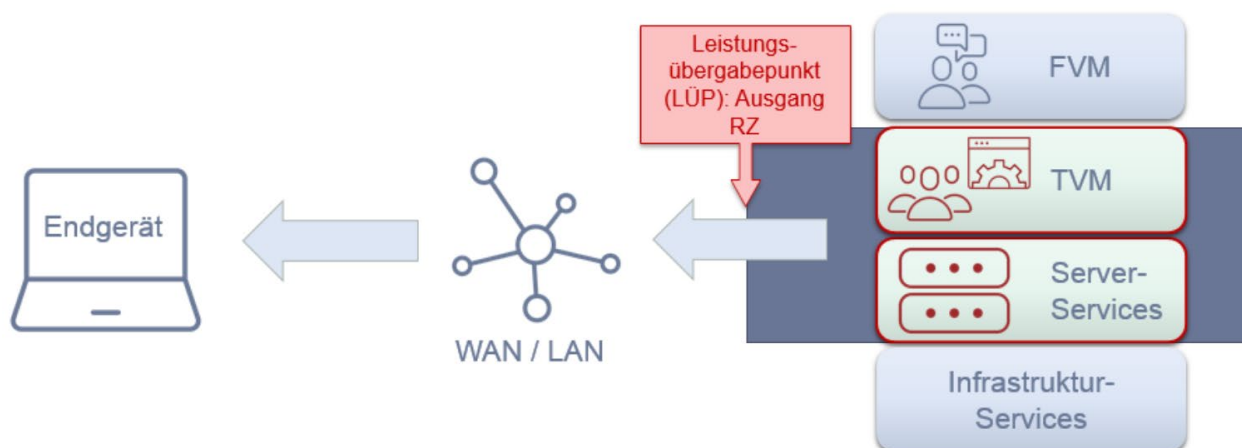 Leistungs-
übergabepunkt
(LÜP): Ausgang
RZ
FVM
TVM
Endgerät
Server-
Services
WAN / LAN
Infrastruktur-
Services